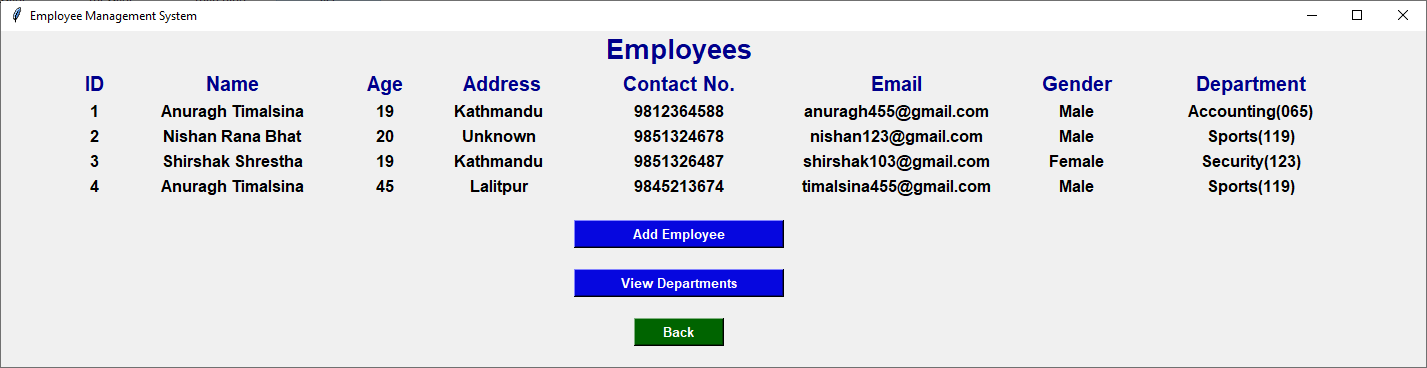 Employee Management System
Employees
ID Name Age Address Contact No. Email Gender Department
1 Anuragh Timalsina 19 Kathmandu 9812364588 anuragh455@gmail.com Male Accounting(065)
2 Nishan Rana Bhat 20 Unknown 9851324678 nishan123@gmail.com Male Sports(119)
3 Shirshak Shrestha 19 Kathmandu 9851326487 shirshak103@gmail.com Female Security(123)
4 Anuragh Timalsina 45 Lalitpur 9845213674 timalsina455@gmail.com Male Sports(119)
Add Employee
View Departments
Back